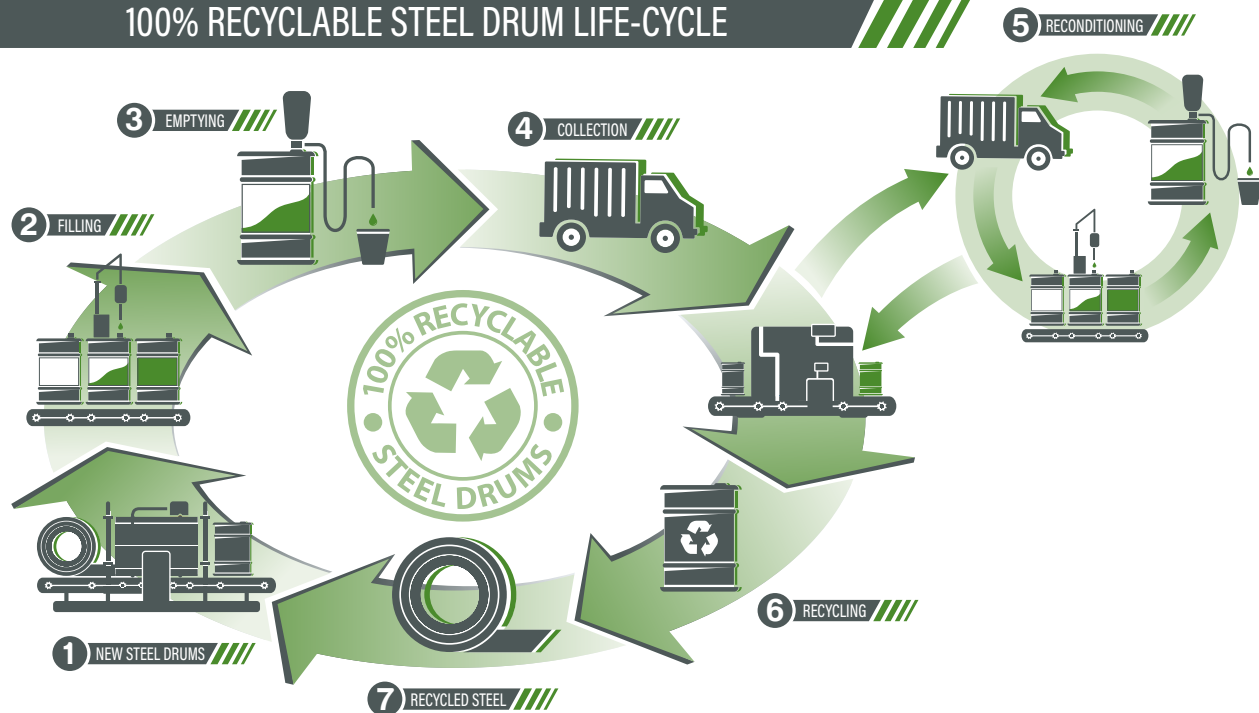 100% RECYCLABLE STEEL DRUM LIFE-CYCLE
5 RECONDITIONING
3 EMPTYING
4 COLLECTION
2 FILLING
100% RECYCLABLE
STEEL DRUMS
6 RECYCLING
1 NEW STEEL DRUMS
7 RECYCLED STEEL